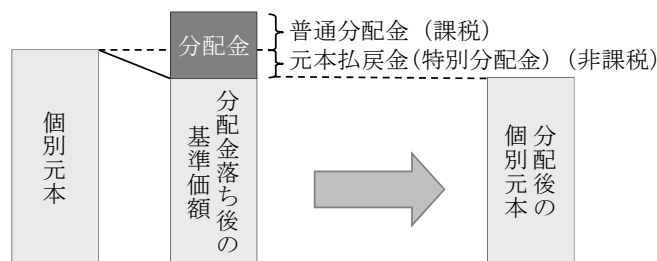 分配金
普通分配金(課税)
元本払戻金(特別分配金)(非課税)
個別元本
分配金落ち後の
基準価額
分配後の
個別元本